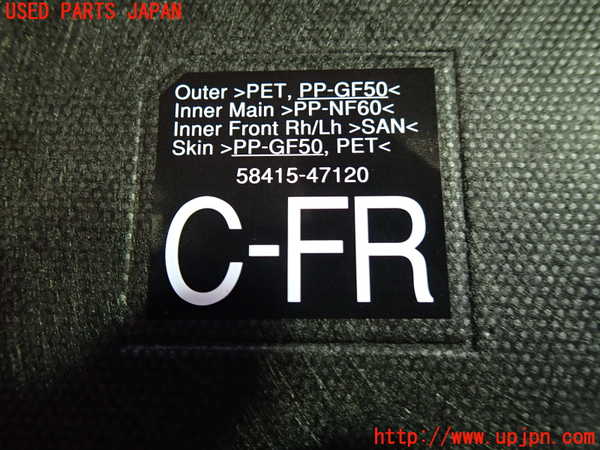 USED PARTS JAPAN
Outer >PET, PP-GF50<
Inner Main >PP-NF60<
Inner Front Rh/Lh >SAN<
Skin >PP-GF50, PET<
58415-47120
C-FR
http://www.upjpn.com